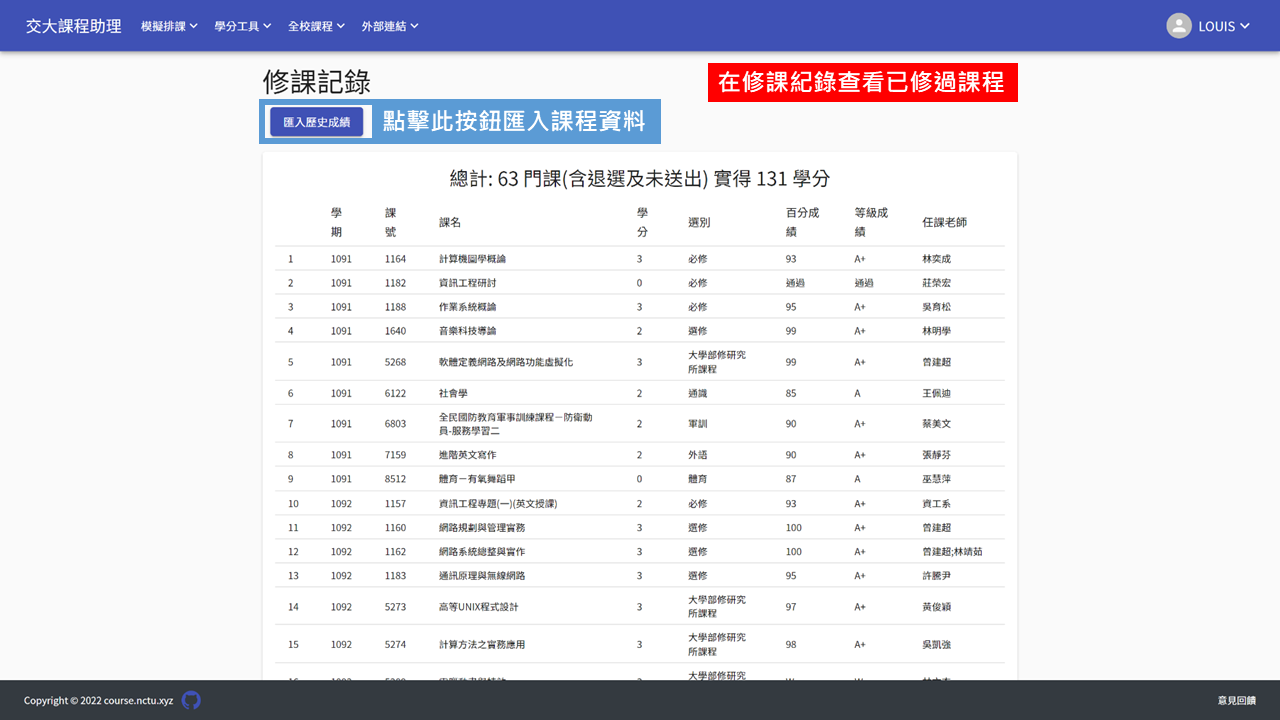 交大課程助理 模擬排課 學分工具 全校課程 外部連結 LOUIS
修課記錄
在修課紀錄查看已修過課程
匯入歷史成績 點擊此按鈕匯入課程資料
總計: 63 門課(含退選及未送出) 實得 131 學分
學期 課號 課名 學分 選別 百分成績 等級成績 任課老師
1 1091 1164 計算機圖學概論 3 必修 93 A+ 林奕成
2 1091 1182 資訊工程研討 0 必修 通過 通過 莊榮宏
3 1091 1188 作業系統概論 3 必修 95 A+ 吳育松
4 1091 1640 音樂科技導論 2 選修 99 A+ 林明學
5 1091 5268 軟體定義網路及網路功能虛擬化 3 大學部修研究所課程 99 A+ 曾建超
6 1091 6122 社會學 2 通識 85 A 王佩迪
7 1091 6803 全民國防教育軍事訓練課程－防衛動員-服務學習二 2 軍訓 90 A+ 蔡美文
8 1091 7159 進階英文寫作 2 外語 90 A+ 張靜芬
9 1091 8512 體育－有氧舞蹈甲 0 體育 87 A 巫慧萍
10 1092 1157 資訊工程專題(一)(英文授課) 2 必修 93 A+ 資工系
11 1092 1160 網路規劃與管理實務 3 選修 100 A+ 曾建超
12 1092 1162 網路系統總整與實作 3 選修 100 A+ 曾建超;林靖茹
13 1092 1183 通訊原理與無線網路 3 選修 95 A+ 許騰尹
14 1092 5273 高等UNIX程式設計 3 大學部修研究所課程 97 A+ 黃俊穎
15 1092 5274 計算方法之實務應用 3 大學部修研究所課程 98 A+ 吳凱強
大學部修研究
Copyright © 2022 course.nctu.xyz 意見回饋